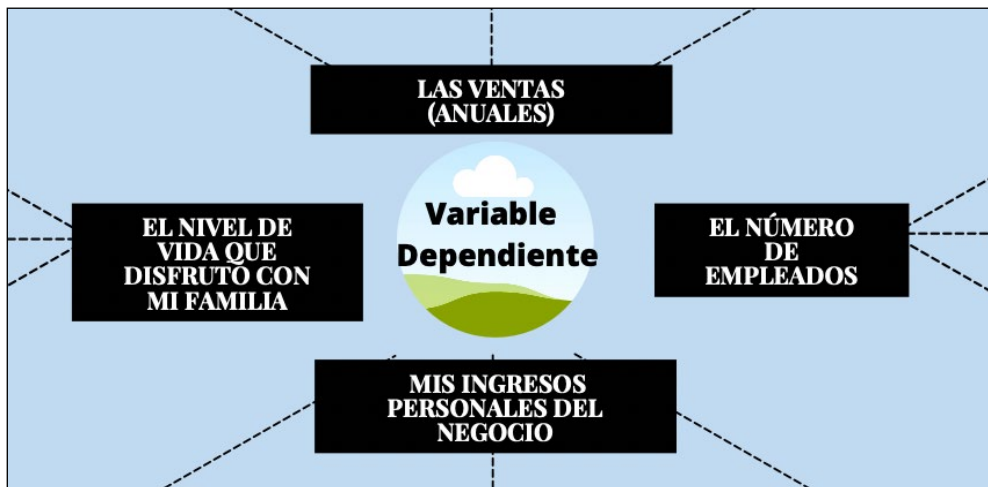 LAS VENTAS
(ANUALES)
Variable
Dependiente
EL NIVEL DE
VIDA QUE
DISFRUTO CON
MI FAMILIA
EL NÚMERO
DE
EMPLEADOS
MIS INGRESOS
PERSONALES DEL
NEGOCIO